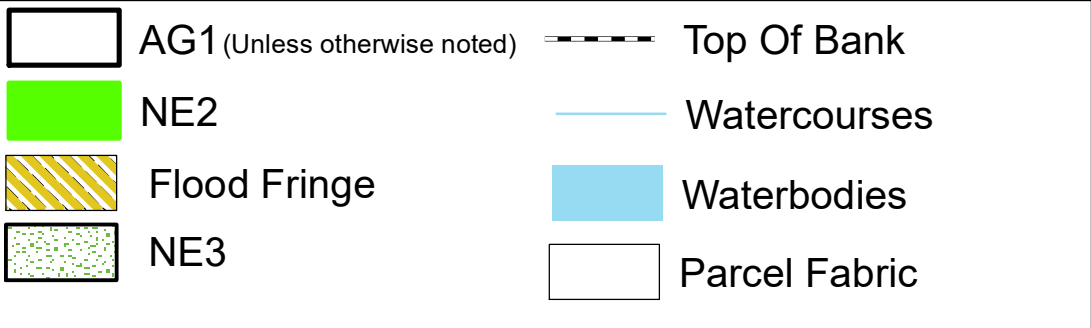 AG1 (Unless otherwise noted)
NE2
Flood Fringe
NE3
Top Of Bank
Watercourses
Waterbodies
Parcel Fabric